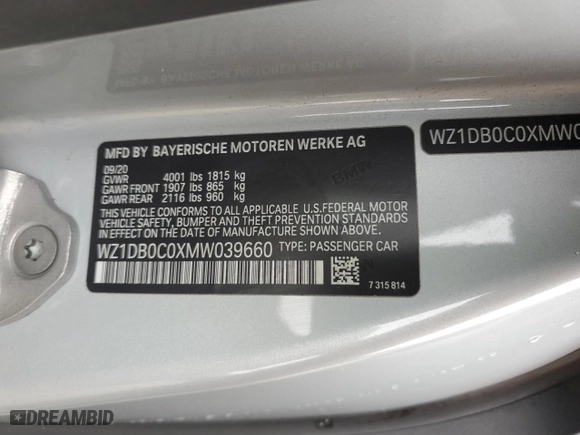 MFD BY BAYERISCHE MOTOREN WERKE AG
09/20
GVWR 4001 lbs 1815 kg
GAWR FRONT 1907 lbs 865 kg
GAWR REAR 2116 lbs 960 kg
THIS VEHICLE CONFORMS TO ALL APPLICABLE U.S.FEDERAL MOTOR
VEHICLE SAFETY, BUMPER AND THEFT PREVENTION STANDARDS
IN EFFECT ON THE DATE OF MANUFACTURE SHOWN ABOVE.
WZ1DB0C0XMW039660 TYPE: PASSENGER CAR
7 315 814
WZ1DB0C0XMW0
BMW
DREAMBID